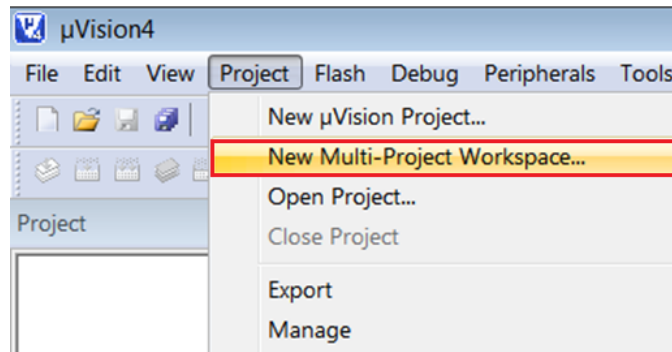 µVision4
File Edit View Project Flash Debug Peripherals Tools
New µVision Project...
New Multi-Project Workspace...
Open Project...
Project
Close Project
Export
Manage